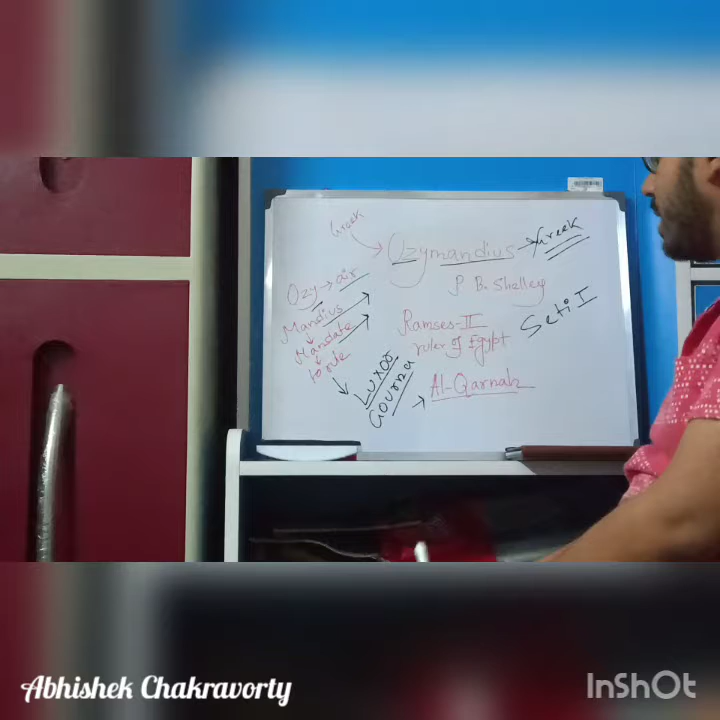 Greek
Ozymandius → Greek
P B. Shelley
Ozy → air
Mandius
Mandate
to rule
Ramses-II
ruler of Egypt
Seti I
Luxor
Gourna
→ Al-Qarnah
Abhishek Chakravorty
InShOt